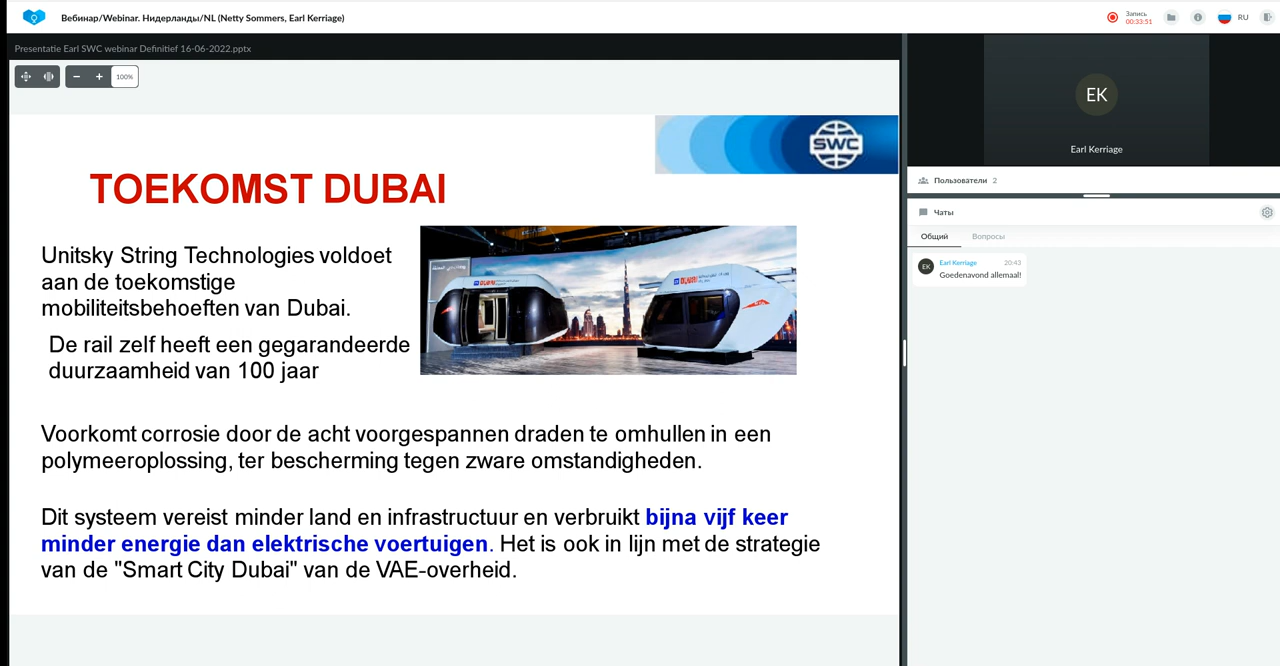 Вебинар/Webinar. Нидерланды/NL (Netty Sommers, Earl Kerriage)
Запись
00:33:51
RU
Presentatie Earl SWC webinar Definitief 16-06-2022.pptx
100%
SWC
TOEKOMST DUBAI
Unitsky String Technologies voldoet
aan de toekomstige
mobiliteitsbehoeften van Dubai.
De rail zelf heeft een gegarandeerde
duurzaamheid van 100 jaar
Voorkomt corrosie door de acht voorgespannen draden te omhullen in een
polymeeroplossing, ter bescherming tegen zware omstandigheden.
Dit systeem vereist minder land en infrastructuur en verbruikt bijna vijf keer
minder energie dan elektrische voertuigen. Het is ook in lijn met de strategie
van de "Smart City Dubai" van de VAE-overheid.
EK
Earl Kerriage
Пользователи 2
Чаты
Общий
Вопросы
EK
Earl Kerriage
20:43
Goedenavond allemaal!